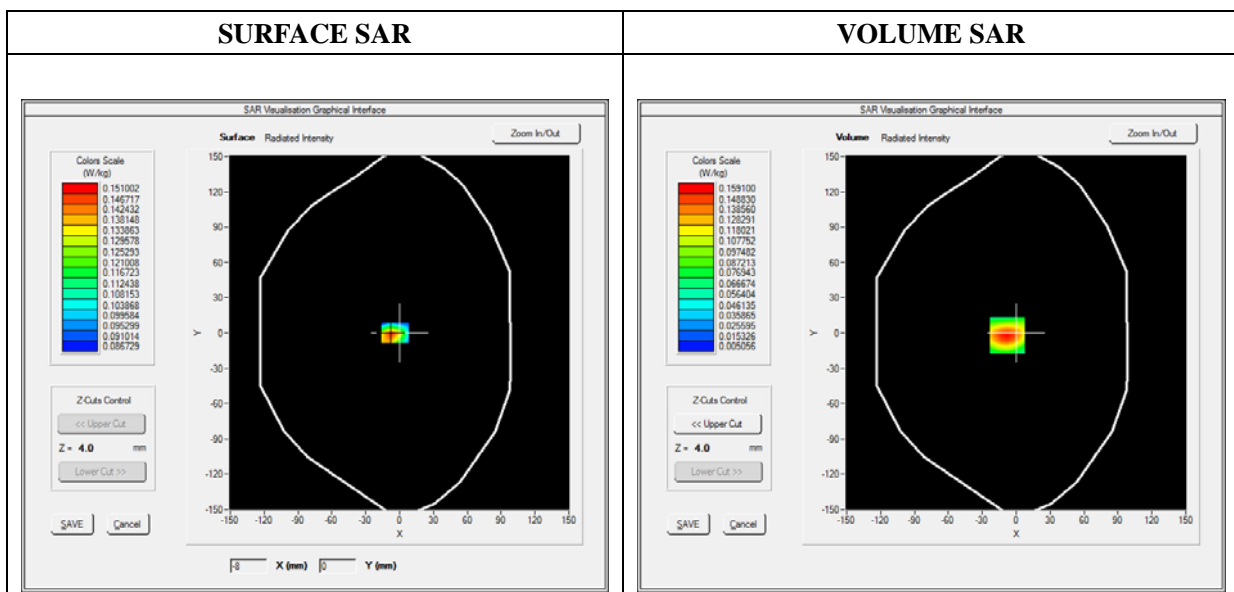 SURFACE SAR
VOLUME SAR
SAR Visualisation Graphical Interface
Surface Radiated Intensity
Zoom In/Out
Colors Scale
(W/kg)
0.151002
0.146717
0.142432
0.138148
0.133863
0.129578
0.125293
0.121008
0.116723
0.112438
0.108153
0.103868
0.099584
0.095299
0.091014
0.086729
Z-Cuts Control
<< Upper Cut
Z = 4.0 mm
Lower Cut >>
SAVE Cancel
150
120
90
60
30
0
-30
-60
-90
-120
-150
Y
-150 -120 -90 -60 -30 0 30 60 90 120 150
X
-8 X (mm) 0 Y (mm)
SAR Visualisation Graphical Interface
Volume Radiated Intensity
Zoom In/Out
Colors Scale
(W/kg)
0.159100
0.148830
0.138560
0.128291
0.118021
0.107752
0.097482
0.087213
0.076943
0.066674
0.056404
0.046135
0.035865
0.025595
0.015326
0.005056
Z-Cuts Control
<< Upper Cut
Z = 4.0 mm
Lower Cut >>
SAVE Cancel
150
120
90
60
30
0
-30
-60
-90
-120
-150
Y
-150 -120 -90 -60 -30 0 30 60 90 120 150
X